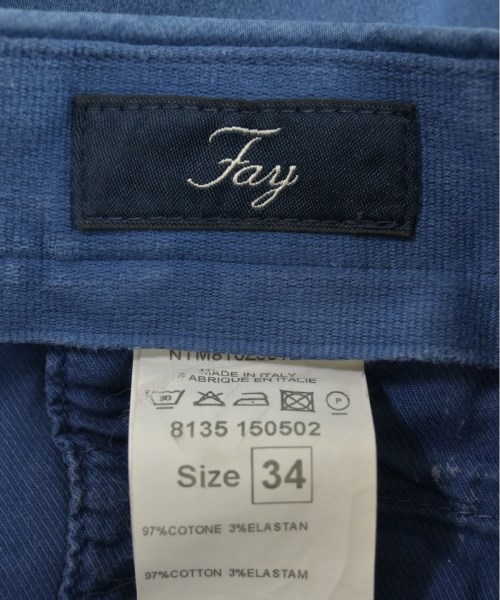 Fay
MADE IN ITALY
FABRIQUE EN ITALIE
30 P
8135 150502
Size 34
97%COTONE 3%ELASTAN
97%COTTON 3%ELASTAM